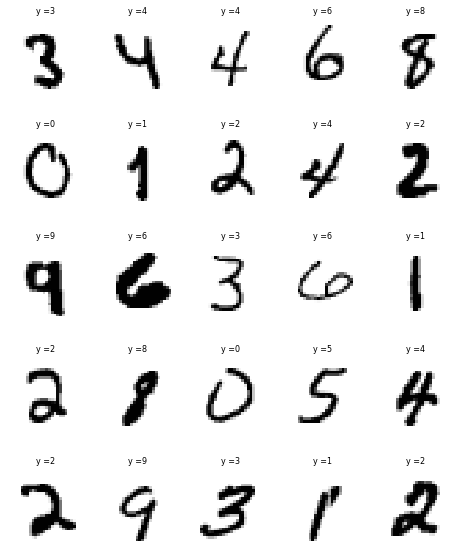 y =3 y =4 y =4 y =6 y =8
3 4 4 6 8
y =0 y =1 y =2 y =4 y =2
0 1 2 4 2
y =9 y =6 y =3 y =6 y =1
9 6 3 6 1
y =2 y =8 y =0 y =5 y =4
2 8 0 5 4
y =2 y =9 y =3 y =1 y =2
2 9 3 1 2